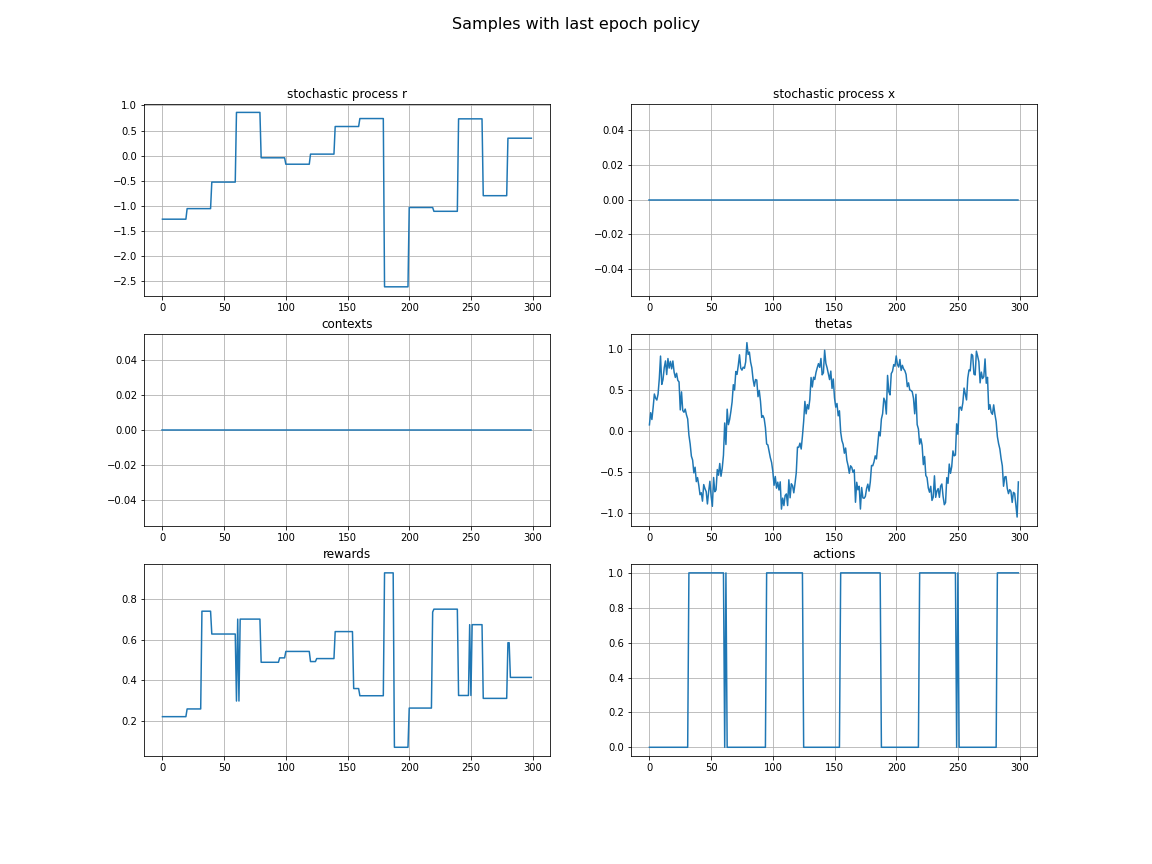 Samples with last epoch policy
stochastic process r
1.0
0.5
0.0
−0.5
−1.0
−1.5
−2.0
−2.5
0 50 100 150 200 250 300
stochastic process x
0.04
0.02
0.00
−0.02
−0.04
0 50 100 150 200 250 300
contexts
0.04
0.02
0.00
−0.02
−0.04
0 50 100 150 200 250 300
thetas
1.0
0.5
0.0
−0.5
−1.0
0 50 100 150 200 250 300
rewards
0.8
0.6
0.4
0.2
0 50 100 150 200 250 300
actions
1.0
0.8
0.6
0.4
0.2
0.0
0 50 100 150 200 250 300